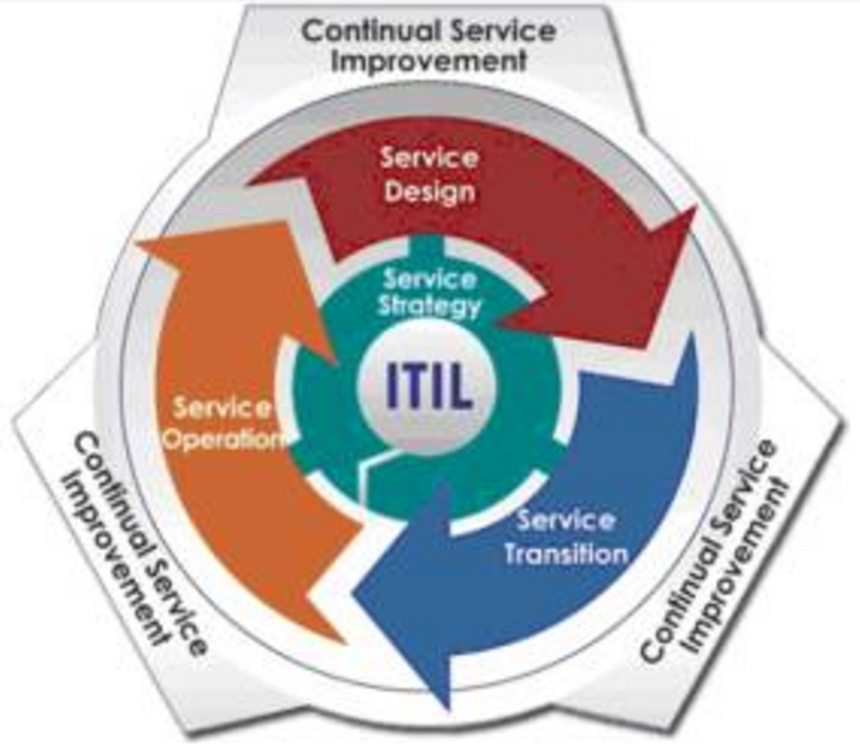 Continual Service
Improvement
Service
Design
Service
Strategy
ITIL
Service
Operation
Service
Transition
Continual Service
Improvement
Continual Service
Improvement